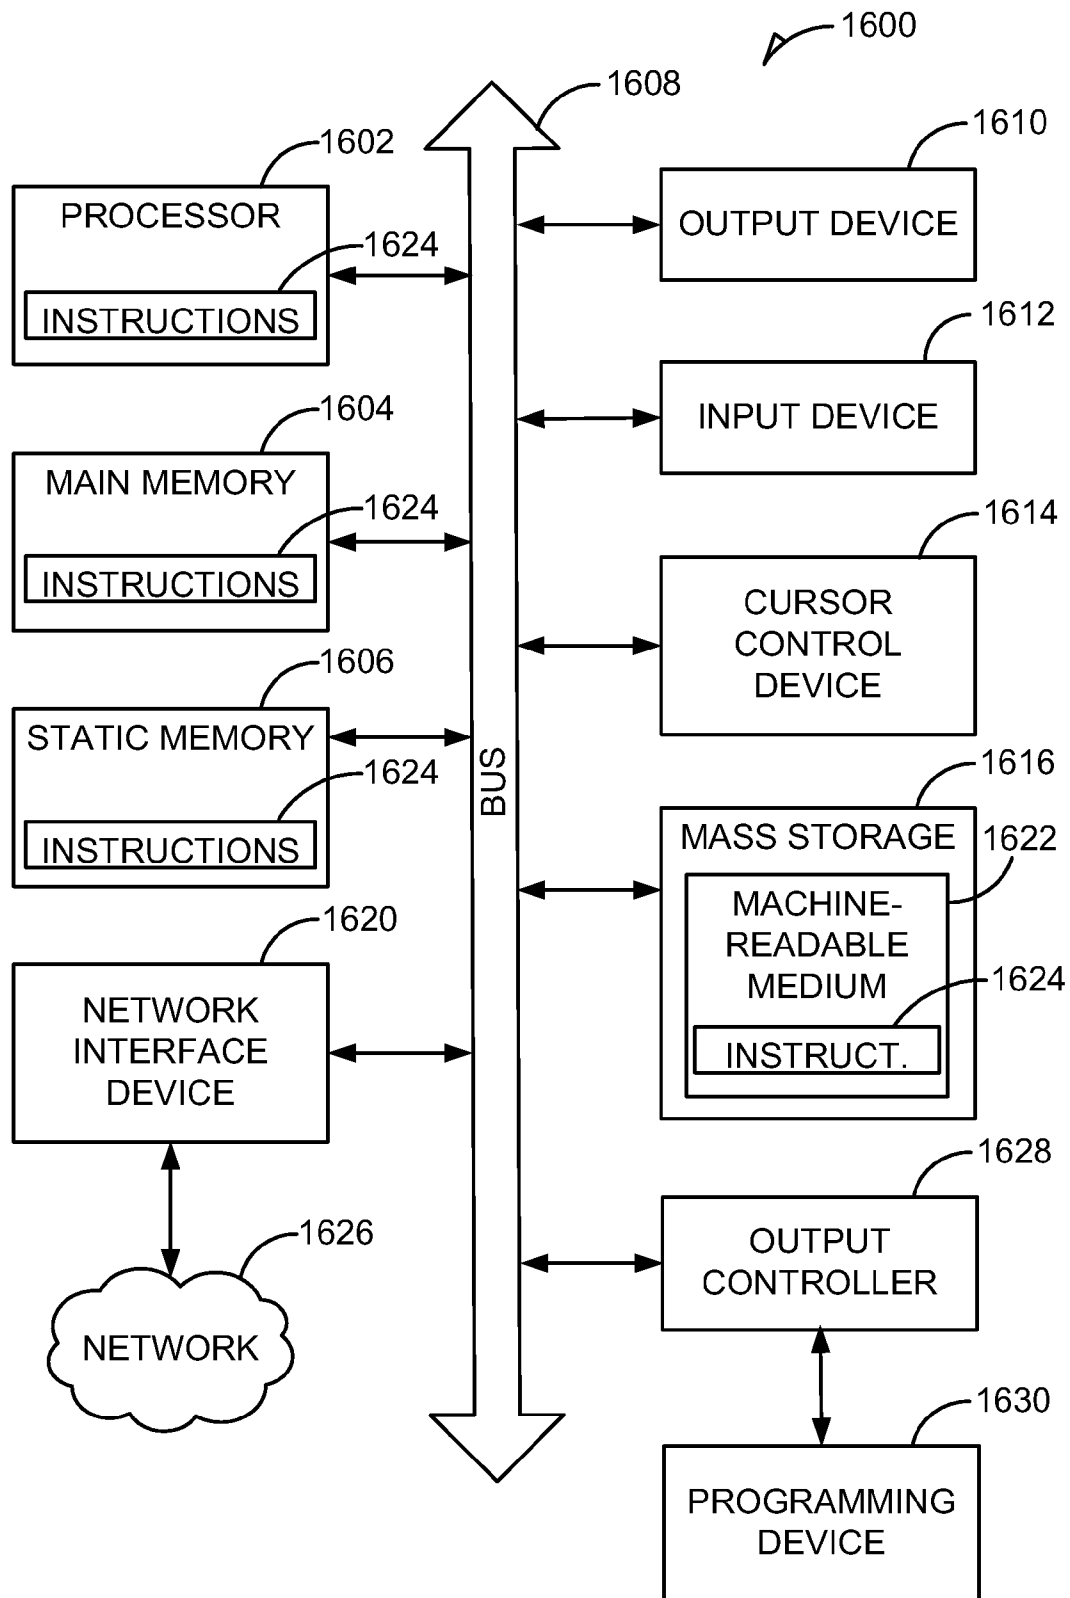 1600
1608
1602
PROCESSOR
1624
INSTRUCTIONS
1604
MAIN MEMORY
1624
INSTRUCTIONS
1606
STATIC MEMORY
1624
INSTRUCTIONS
1620
NETWORK
INTERFACE
DEVICE
1626
NETWORK
BUS
1610
OUTPUT DEVICE
1612
INPUT DEVICE
1614
CURSOR
CONTROL
DEVICE
1616
MASS STORAGE
1622
MACHINE-
READABLE
MEDIUM
1624
INSTRUCT.
1628
OUTPUT
CONTROLLER
1630
PROGRAMMING
DEVICE